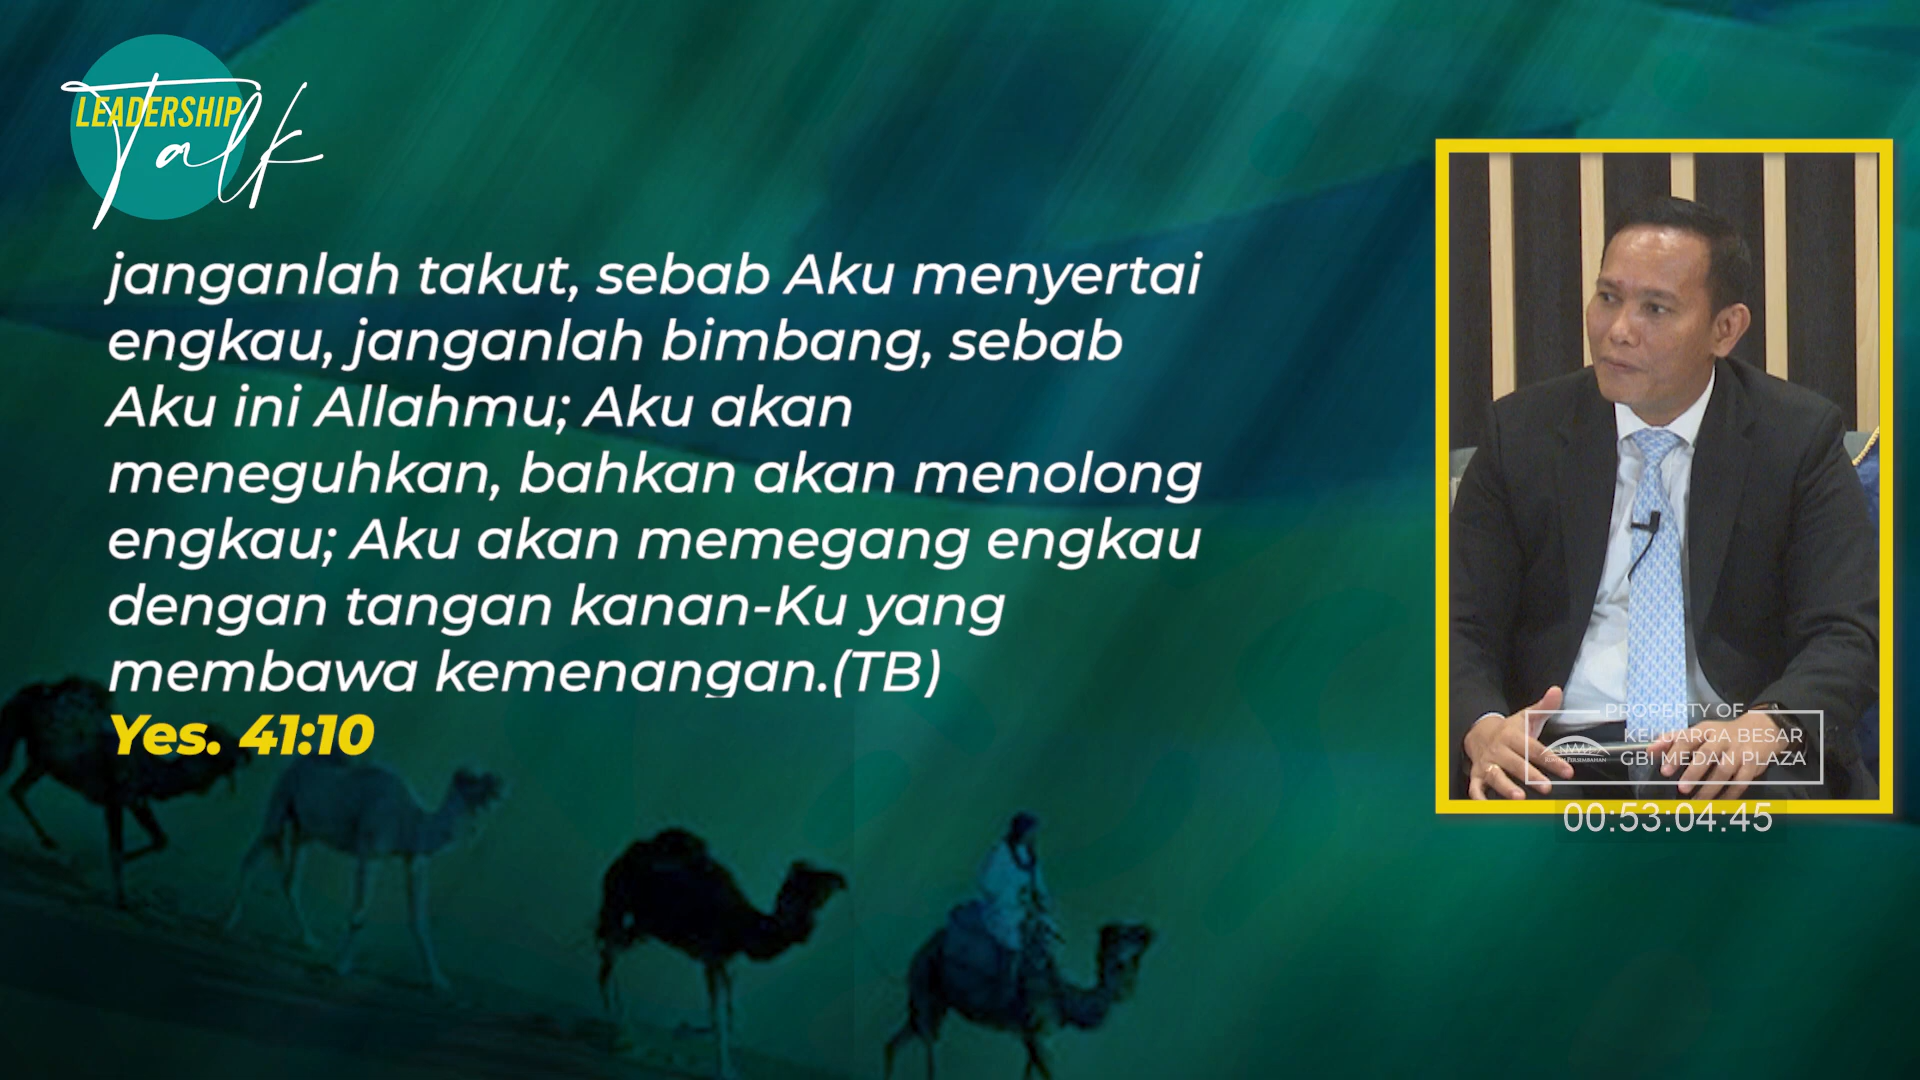 LEADERSHIP
Talk
janganlah takut, sebab Aku menyertai
engkau, janganlah bimbang, sebab
Aku ini Allahmu; Aku akan
meneguhkan, bahkan akan menolong
engkau; Aku akan memegang engkau
dengan tangan kanan-Ku yang
membawa kemenangan.(TB)
Yes. 41:10
PROPERTY OF
KELUARGA BESAR
GBI MEDAN PLAZA
RUMAH PERSEMBAHAN
00:53:04:45